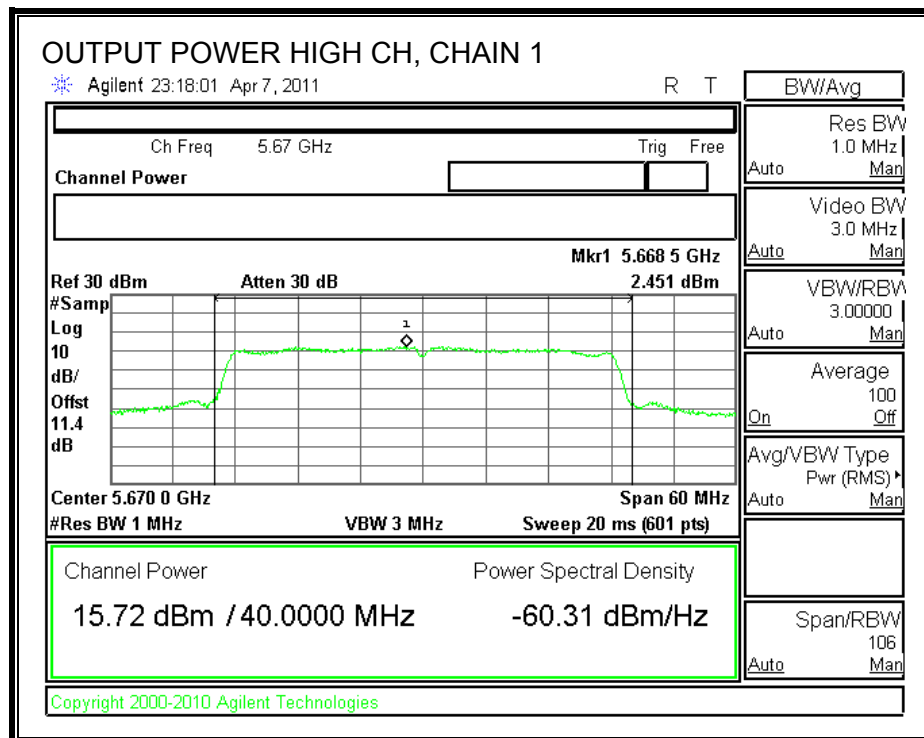 OUTPUT POWER HIGH CH, CHAIN 1
Agilent 23:18:01 Apr 7, 2011 R T
Ch Freq 5.67 GHz Trig Free
Channel Power
Mkr1 5.668 5 GHz
Ref 30 dBm Atten 30 dB 2.451 dBm
#Samp
Log
10
dB/
Offst
11.4
dB
1
Center 5.670 0 GHz Span 60 MHz
#Res BW 1 MHz VBW 3 MHz Sweep 20 ms (601 pts)
Channel Power Power Spectral Density
15.72 dBm / 40.0000 MHz -60.31 dBm/Hz
Copyright 2000-2010 Agilent Technologies
BW/Avg
Res BW
1.0 MHz
Auto Man
Video BW
3.0 MHz
Auto Man
VBW/RBW
3.00000
Auto Man
Average
100
On Off
Avg/VBW Type
Pwr (RMS)
Auto Man
Span/RBW
106
Auto Man